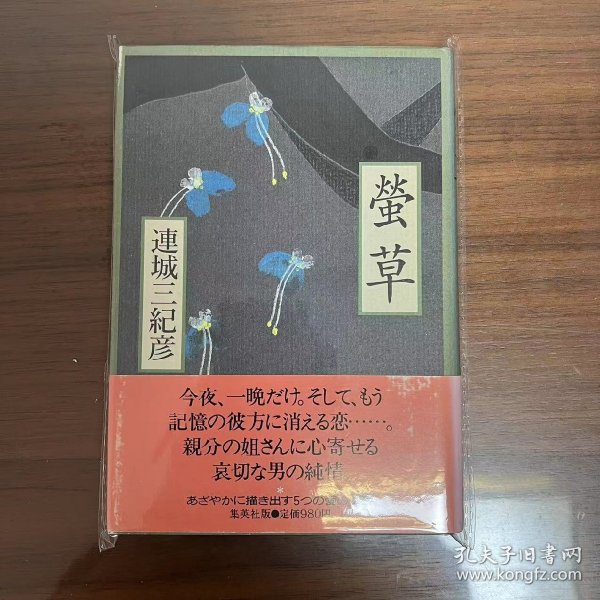 螢草
連城三紀彦
今夜、一晩だけ。そして、もう
記憶の彼方に消える恋……。
親分の姐さんに心寄せる
哀切な男の純情
*
あざやかに描き出す5つの
集英社版●定価980円
孔夫子旧书网
www.kongfz.com